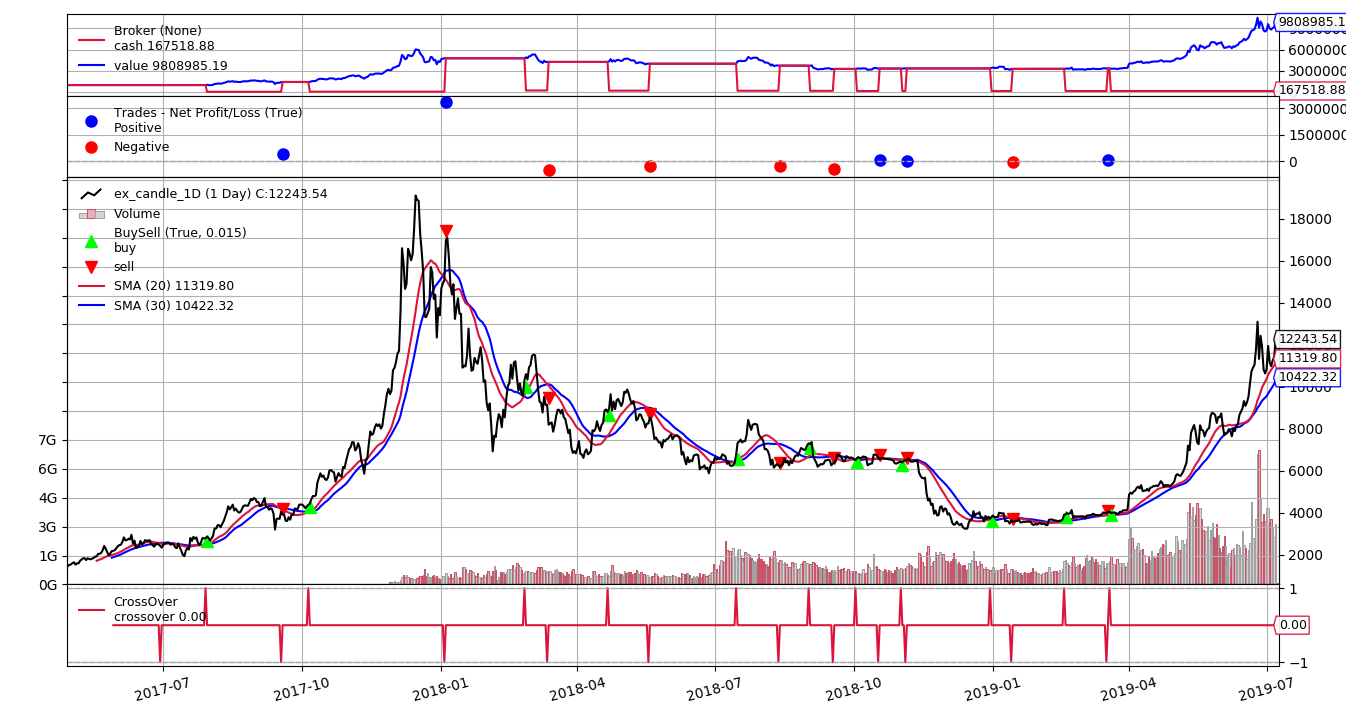 Broker (None)
cash 167518.88
value 9808985.19
9808985.1
6000000
3000000
167518.88
Trades - Net Profit/Loss (True)
Positive
Negative
3000000
1500000
0
ex_candle_1D (1 Day) C:12243.54
Volume
BuySell (True, 0.015)
buy
sell
SMA (20) 11319.80
SMA (30) 10422.32
18000
16000
14000
12243.54
11319.80
10422.32
10000
8000
6000
4000
2000
7G
6G
4G
3G
1G
0G
CrossOver
crossover 0.00
1
0.00
−1
2017-07
2017-10
2018-01
2018-04
2018-07
2018-10
2019-01
2019-04
2019-07